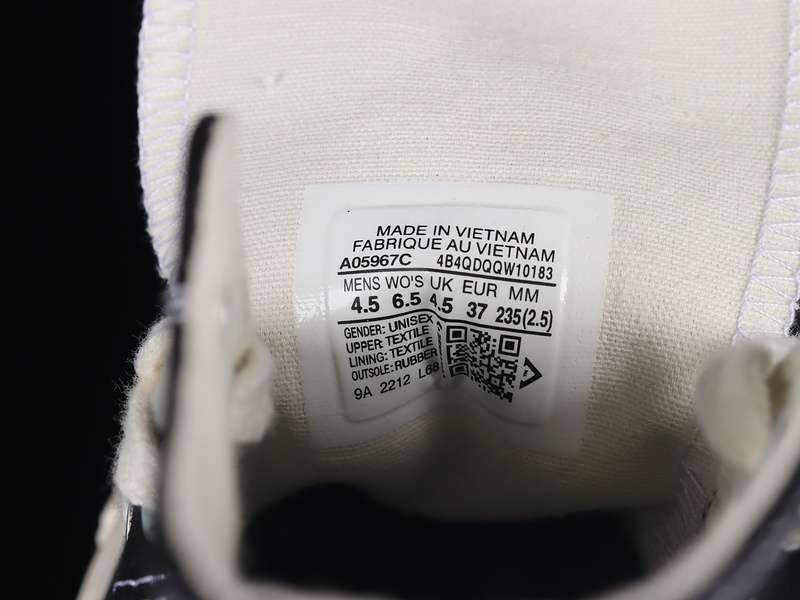 MADE IN VIETNAM
FABRIQUE AU VIETNAM
A05967C 4B4QDQQW10183
MENS WO'S UK EUR MM
4.5 6.5 4.5 37 235(2.5)
GENDER: UNISEX
UPPER: TEXTILE
LINING: TEXTILE
OUTSOLE: RUBBER
9A 2212 L68